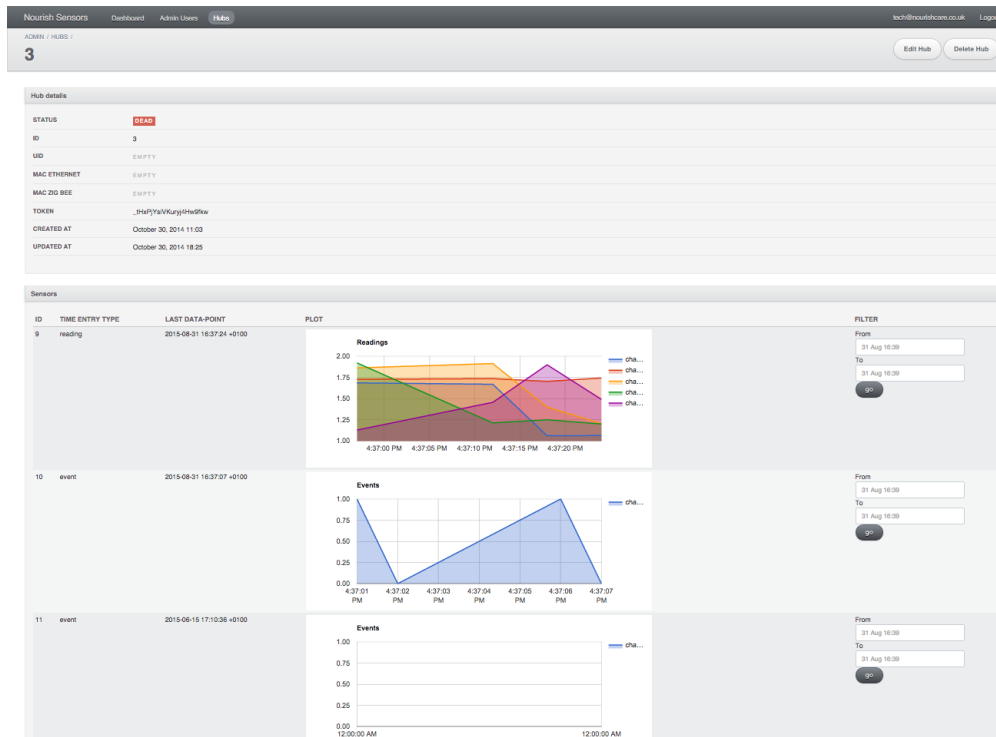 Nourish Sensors Dashboard Admin Users Hubs tech@nourishcare.co.uk Logou
ADMIN / HUBS /
3
Edit Hub Delete Hub
Hub details
STATUS DEAD
ID 3
UID EMPTY
MAC ETHERNET EMPTY
MAC ZIG BEE EMPTY
TOKEN
CREATED AT October 30, 2014 11:03
UPDATED AT October 30, 2014 18:25
Sensors
ID TIME ENTRY TYPE LAST DATA-POINT PLOT FILTER
9 reading 2015-08-31 16:37:24 +0100
Readings
2.00
1.75
1.50
1.25
1.00
4:37:00 PM 4:37:05 PM 4:37:10 PM 4:37:15 PM 4:37:20 PM
cha...
cha...
cha...
cha...
cha...
From
31 Aug 16:39
To
31 Aug 16:39
go
10 event 2015-08-31 16:37:07 +0100
Events
1.00
0.75
0.50
0.25
0.00
4:37:01 4:37:02 4:37:03 4:37:04 4:37:05 4:37:06 4:37:07
PM PM PM PM PM PM PM
cha...
From
31 Aug 16:39
To
31 Aug 16:39
go
11 event 2015-06-15 17:10:36 +0100
Events
1.00
0.75
0.50
0.25
0.00
12:00:00 AM 12:00:00 AM
cha...
From
31 Aug 16:39
To
31 Aug 16:39
go